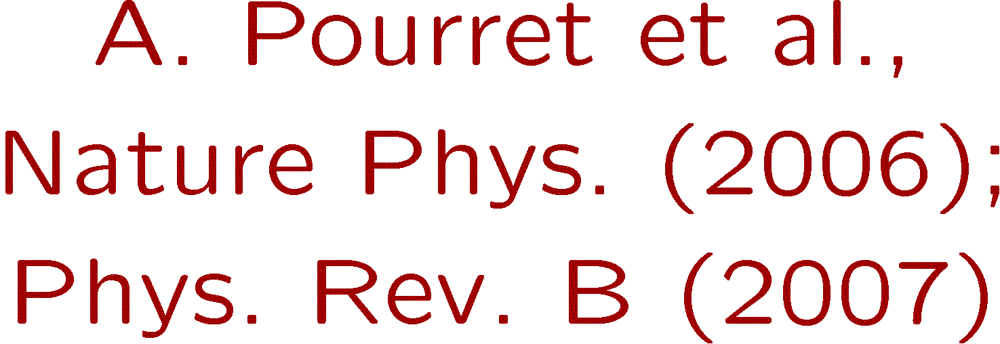 A. Pourret et al.,
Nature Phys. (2006);
Phys. Rev. B (2007)